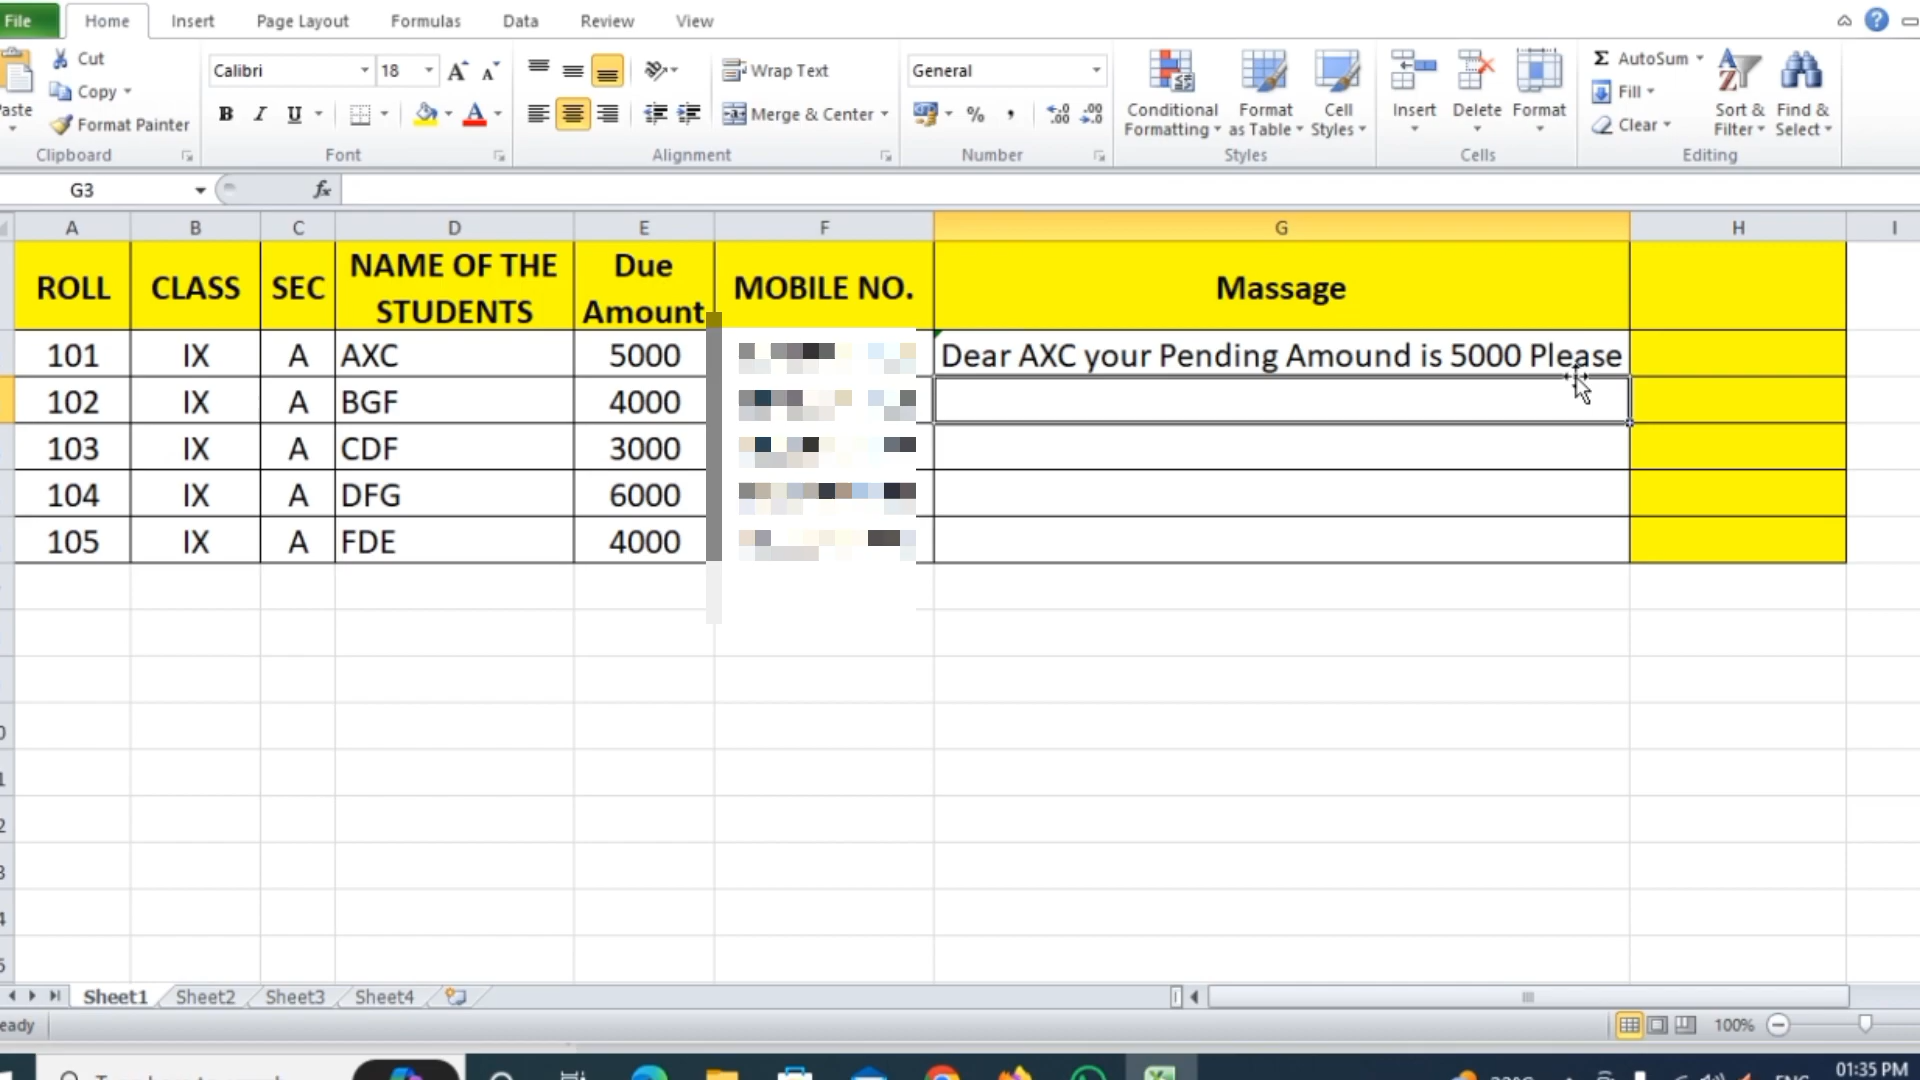 File Home Insert Page Layout Formulas Data Review View
Cut
Copy
Format Painter
Clipboard
Calibri 18
B I U
Font
Wrap Text
Merge & Center
Alignment
General
%
Number
Conditional Formatting
Format as Table
Cell Styles
Styles
Insert Delete Format
Cells
AutoSum
Fill
Clear
Sort & Filter
Find & Select
Editing
G3 fx
A B C D E F G H I
ROLL CLASS SEC NAME OF THE STUDENTS Due Amount MOBILE NO. Massage
101 IX A AXC 5000 Dear AXC your Pending Amound is 5000 Please
102 IX A BGF 4000
103 IX A CDF 3000
104 IX A DFG 6000
105 IX A FDE 4000
Sheet1 Sheet2 Sheet3 Sheet4
100%
01:35 PM